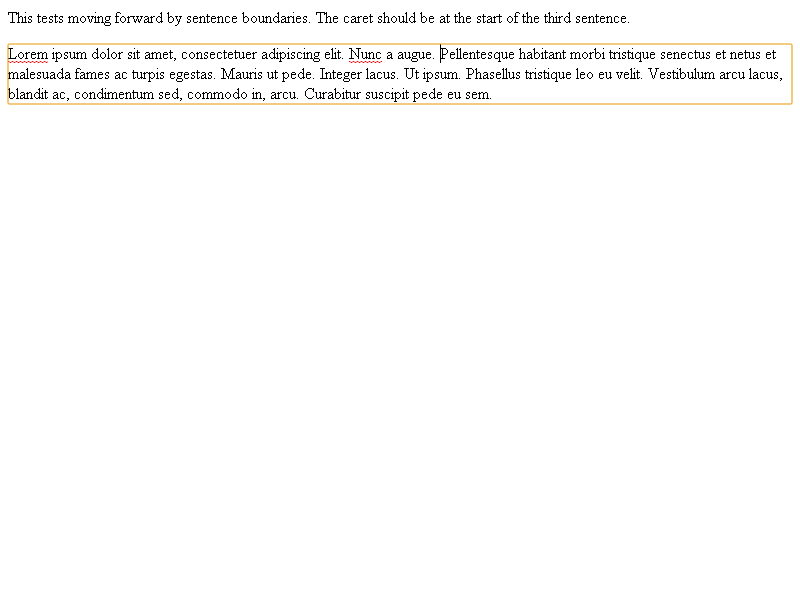 This tests moving forward by sentence boundaries. The caret should be at the start of the third sentence.
Lorem ipsum dolor sit amet, consectetuer adipiscing elit. Nunc a augue. Pellentesque habitant morbi tristique senectus et netus et
malesuada fames ac turpis egestas. Mauris ut pede. Integer lacus. Ut ipsum. Phasellus tristique leo eu velit. Vestibulum arcu lacus,
blandit ac, condimentum sed, commodo in, arcu. Curabitur suscipit pede eu sem.